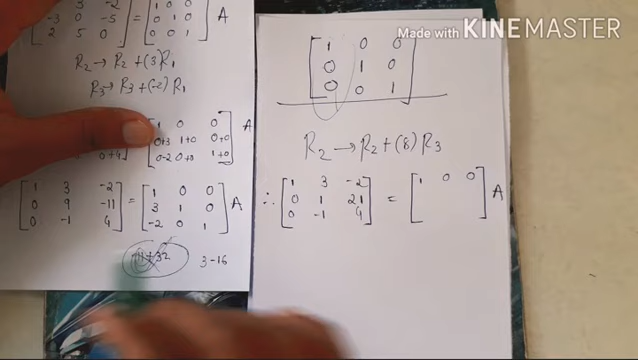 Made with KINEMASTER
3 -2 1 0 0
-3 0 -5 = 0 1 0 A
2 5 0 0 0 1
R₂→ R₂ + (3)R₁
R₃→ R₃ + (-2) R₁
1 0 0 A
0+3 1+0 0+0
0+4 0-2 0+0 1+0
1 3 -2 1 0 0
0 9 -11 = 3 1 0 A
0 -1 4 -2 0 1
3-16
1 0 0
0 1 0
0 0 1
R₂ → R₂ + (8) R₃
∴ 1 3 -2 = 1 0 0 A
0 1 21
0 -1 4